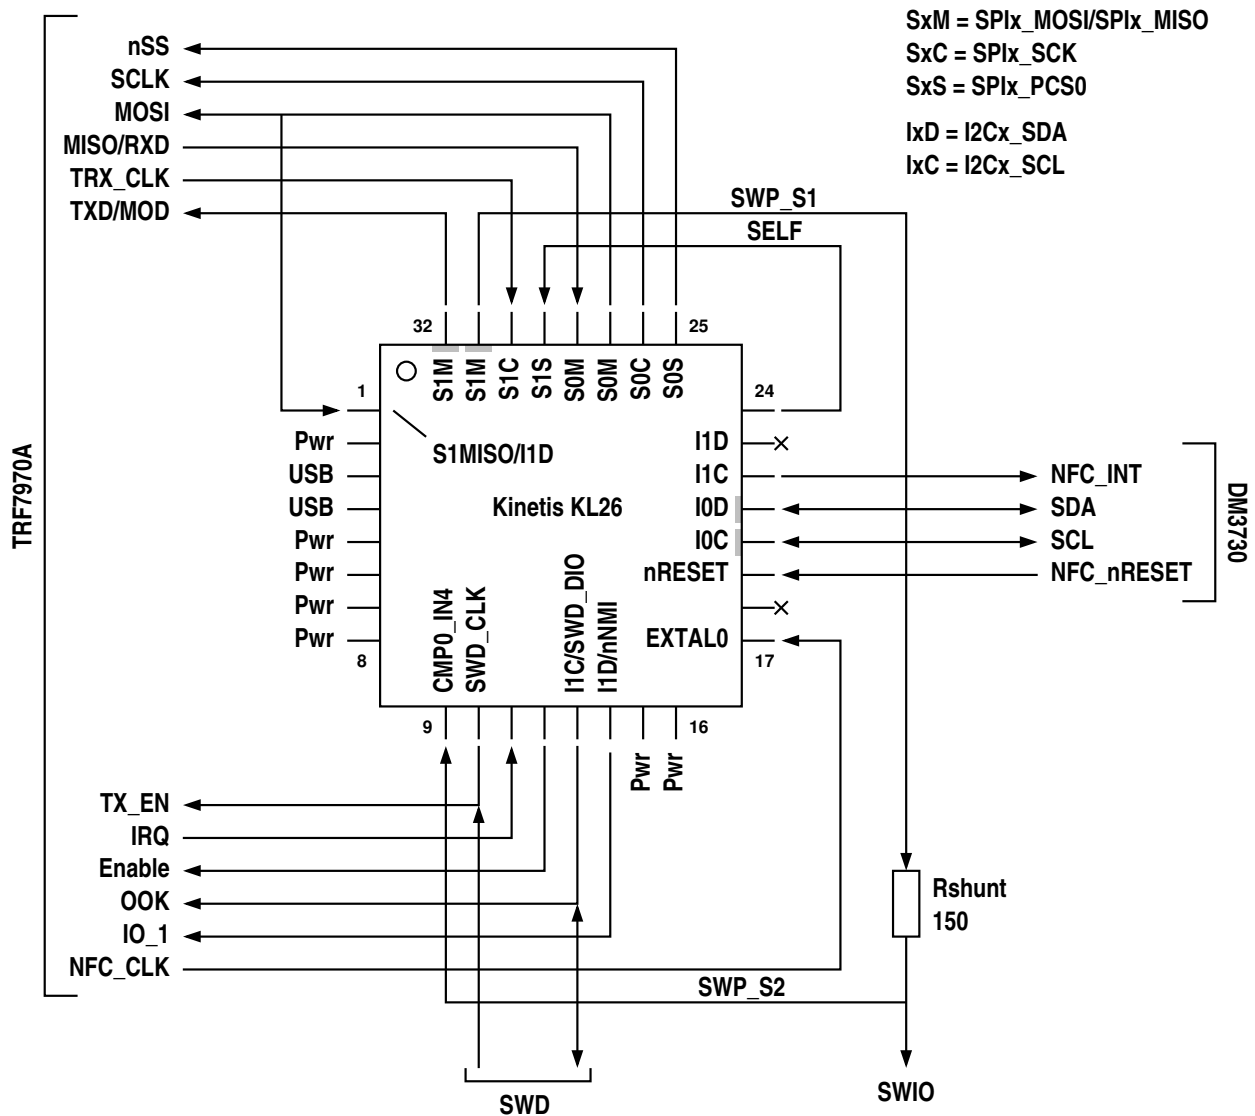 SxM = SPIx_MOSI/SPIx_MISO
SxC = SPIx_SCK
SxS = SPIx_PCS0
IxD = I2Cx_SDA
IxC = I2Cx_SCL
nSS
SCLK
MOSI
MISO/RXD
TRX_CLK
TXD/MOD
SWP_S1
SELF
32
25
S1M
S1M
S1C
S1S
S0M
S0M
S0C
S0S
1
24
S1MISO/I1D
Pwr
USB
USB
Pwr
Pwr
Pwr
Pwr
8
Kinetis KL26
I1D
I1C
I0D
I0C
nRESET
EXTAL0
17
NFC_INT
SDA
SCL
NFC_nRESET
DM3730
TRF7970A
CMP0_IN4
SWD_CLK
I1C/SWD_DIO
I1D/nNMI
9
16
Pwr
Pwr
TX_EN
IRQ
Enable
OOK
IO_1
NFC_CLK
Rshunt
150
SWP_S2
SWD
SWIO